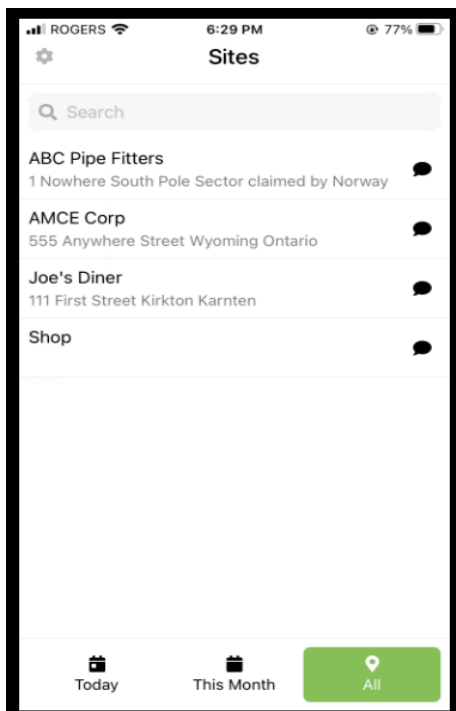 ROGERS 6:29 PM 77%
Sites
Search
ABC Pipe Fitters
1 Nowhere South Pole Sector claimed by Norway
AMCE Corp
555 Anywhere Street Wyoming Ontario
Joe's Diner
111 First Street Kirkton Karnten
Shop
Today This Month All